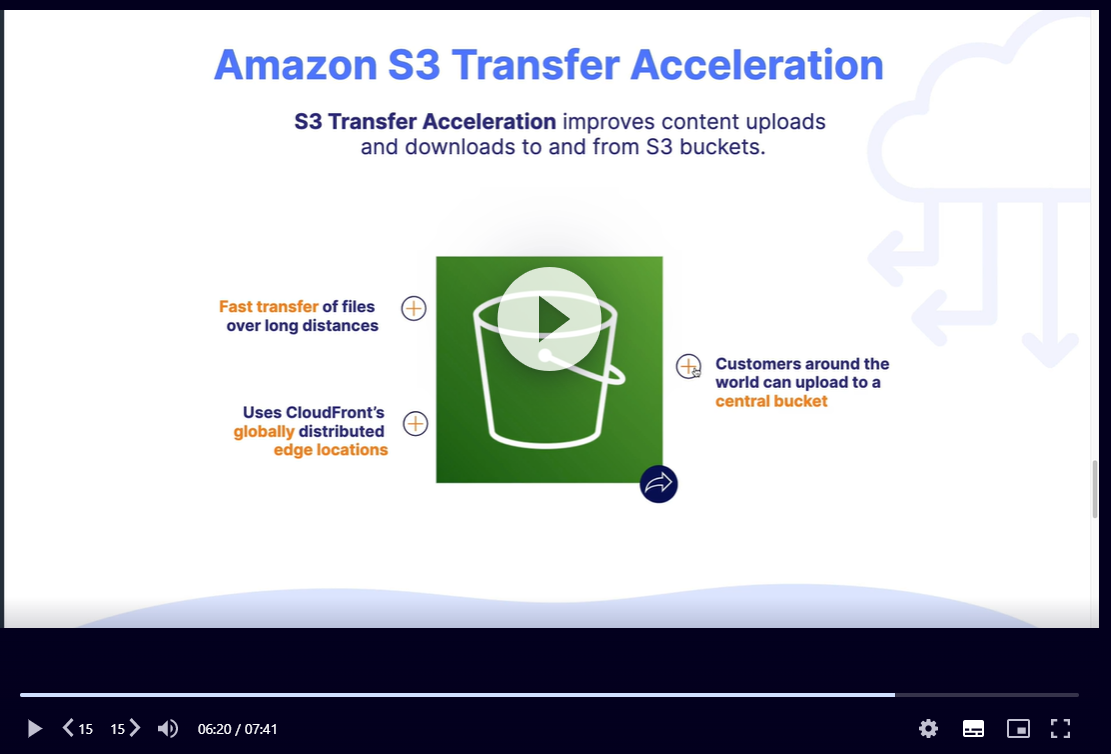 Amazon S3 Transfer Acceleration
S3 Transfer Acceleration improves content uploads
and downloads to and from S3 buckets.
Fast transfer of files
over long distances
Uses CloudFront’s
globally distributed
edge locations
Customers around the
world can upload to a
central bucket
15 15 06:20 / 07:41